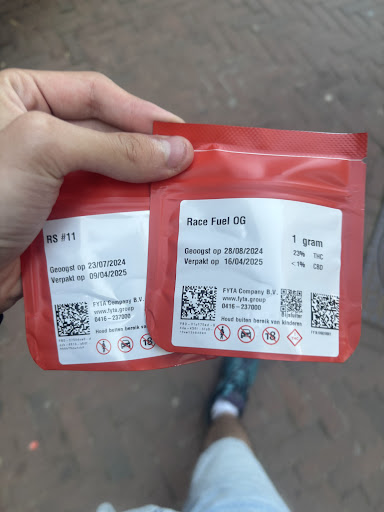 RS #11
Geoogst op 23/07/2024
Verpakt op 09/04/2025
FYTA Company B.V.
www.fyta.group
0416-237000
Houd buiten bereik van
18
Race Fuel OG
Geoogst op 28/08/2024
Verpakt op 16/04/2025
1 gram
23% THC
< 1% CBD
FYTA Company B.V.
www.fyta.group
0416-237000
Bijsluiter
Houd buiten bereik van kinderen
18